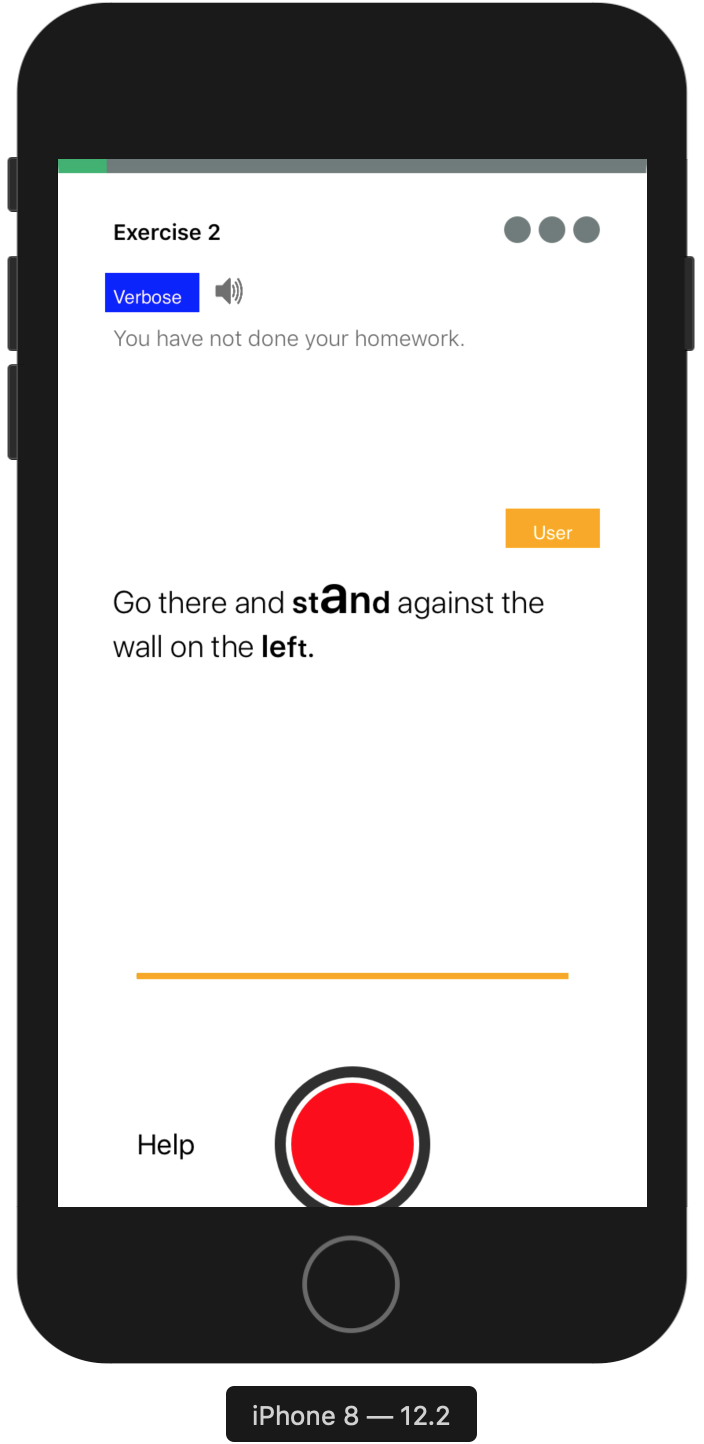 Exercise 2
Verbose
You have not done your homework.
User
Go there and stand against the
wall on the left.
Help
iPhone 8 — 12.2